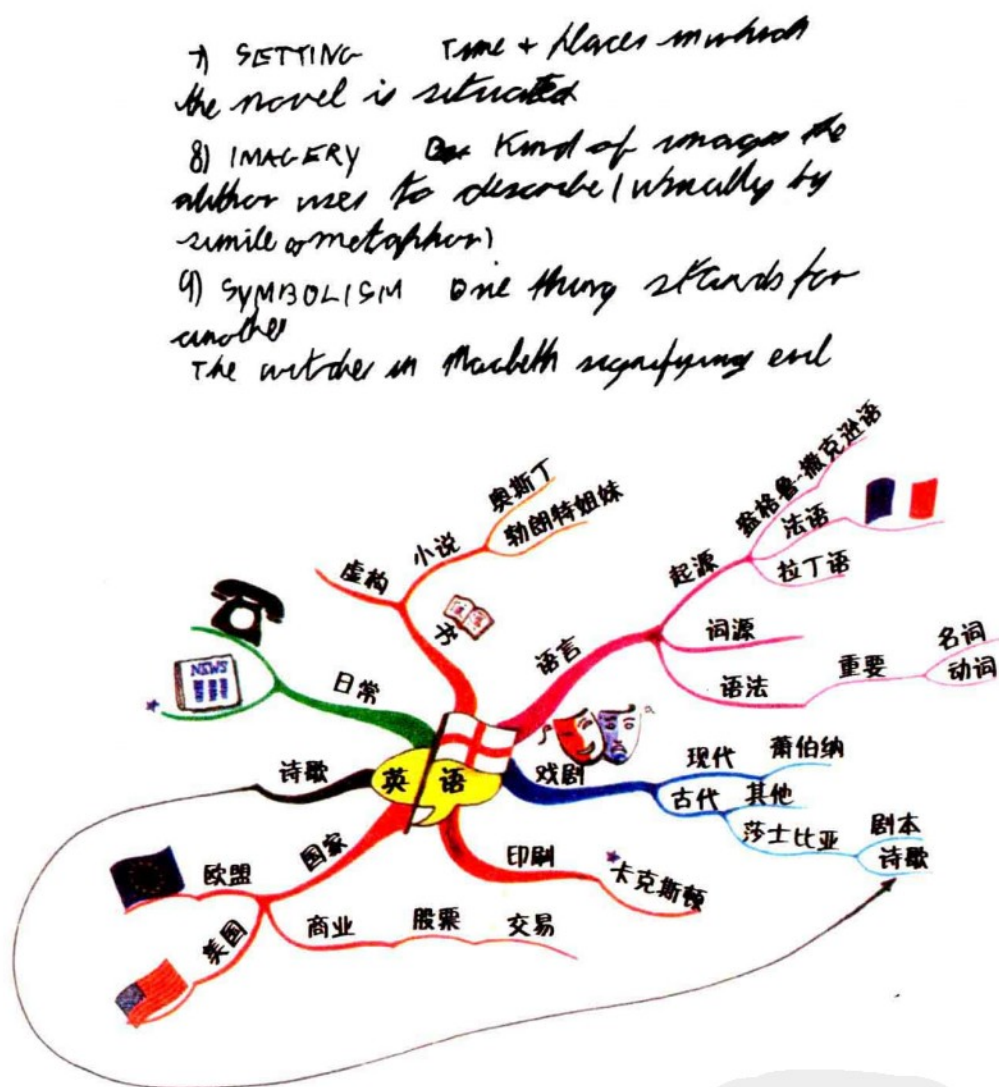 7) SETTING Time + places in which
the novel is situated
8) IMAGERY Kind of images the
author uses to describe (usually by
simile or metaphor)
9) SYMBOLISM One thing stands for
another
The witches in Macbeth signifying evil
奥斯丁
勃朗特姐妹
小说
虚构
书
盎格鲁-撒克逊语
法语
拉丁语
起源
词源
语言
语法
重要
名词
动词
NEWS
日常
诗歌
英语
戏剧
现代
萧伯纳
古代
其他
莎士比亚
剧本
诗歌
国家
欧盟
美国
商业
股票
交易
印刷
卡克斯顿